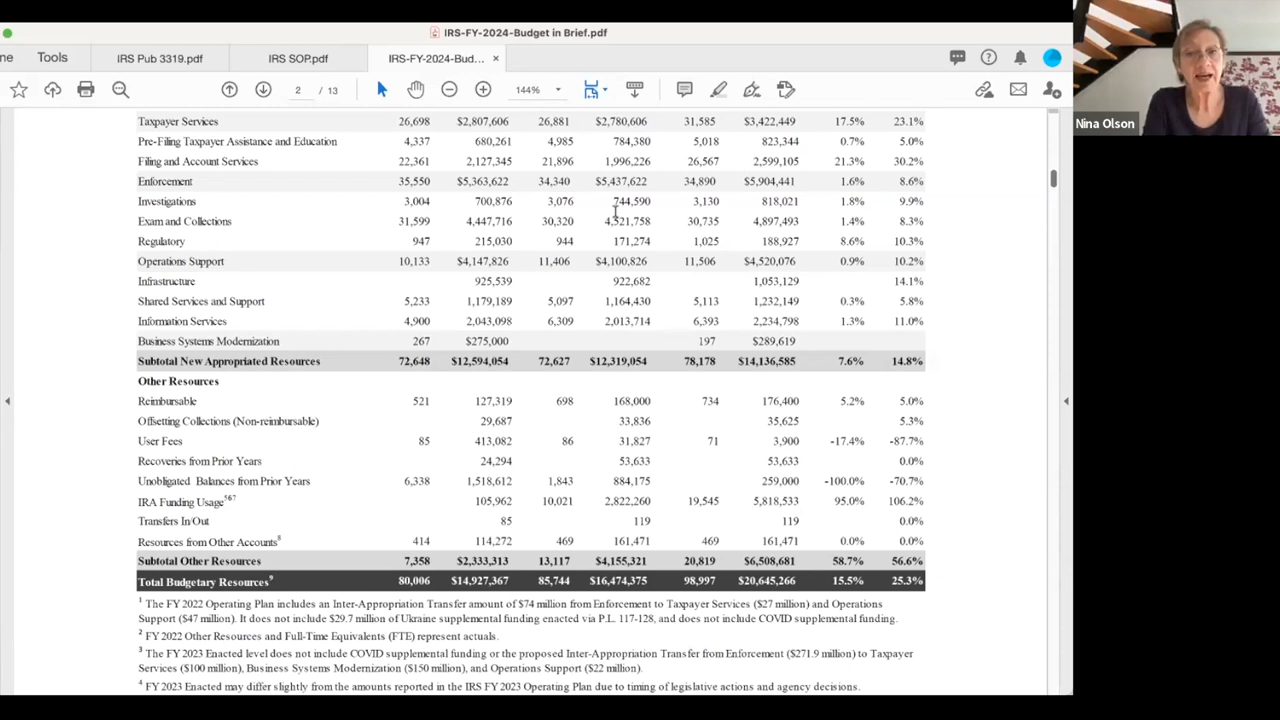 IRS-FY-2024-Budget in Brief.pdf
ne Tools IRS Pub 3319.pdf IRS SOP.pdf IRS-FY-2024-Bud... ×
2 / 13 144%
Nina Olson
Taxpayer Services 26,698 $2,807,606 26,881 $2,780,606 31,585 $3,422,449 17.5% 23.1%
Pre-Filing Taxpayer Assistance and Education 4,337 680,261 4,985 784,380 5,018 823,344 0.7% 5.0%
Filing and Account Services 22,361 2,127,345 21,896 1,996,226 26,567 2,599,105 21.3% 30.2%
Enforcement 35,550 $5,363,622 34,340 $5,437,622 34,890 $5,904,441 1.6% 8.6%
Investigations 3,004 700,876 3,076 744,590 3,130 818,021 1.8% 9.9%
Exam and Collections 31,599 4,447,716 30,320 4,521,758 30,735 4,897,493 1.4% 8.3%
Regulatory 947 215,030 944 171,274 1,025 188,927 8.6% 10.3%
Operations Support 10,133 $4,147,826 11,406 $4,100,826 11,506 $4,520,076 0.9% 10.2%
Infrastructure 925,539 922,682 1,053,129 14.1%
Shared Services and Support 5,233 1,179,189 5,097 1,164,430 5,113 1,232,149 0.3% 5.8%
Information Services 4,900 2,043,098 6,309 2,013,714 6,393 2,234,798 1.3% 11.0%
Business Systems Modernization 267 $275,000 197 $289,619
Subtotal New Appropriated Resources 72,648 $12,594,054 72,627 $12,319,054 78,178 $14,136,585 7.6% 14.8%
Other Resources
Reimbursable 521 127,319 698 168,000 734 176,400 5.2% 5.0%
Offsetting Collections (Non-reimbursable) 29,687 33,836 35,625 5.3%
User Fees 85 413,082 86 31,827 71 3,900 -17.4% -87.7%
Recoveries from Prior Years 24,294 53,633 53,633 0.0%
Unobligated Balances from Prior Years 6,338 1,518,612 1,843 884,175 259,000 -100.0% -70.7%
IRA Funding Usage⁵⁶⁷ 105,962 10,021 2,822,260 19,545 5,818,533 95.0% 106.2%
Transfers In/Out 85 119 119 0.0%
Resources from Other Accounts⁸ 414 114,272 469 161,471 469 161,471 0.0% 0.0%
Subtotal Other Resources 7,358 $2,333,313 13,117 $4,155,321 20,819 $6,508,681 58.7% 56.6%
Total Budgetary Resources⁹ 80,006 $14,927,367 85,744 $16,474,375 98,997 $20,645,266 15.5% 25.3%
¹ The FY 2022 Operating Plan includes an Inter-Appropriation Transfer amount of $74 million from Enforcement to Taxpayer Services ($27 million) and Operations
Support ($47 million). It does not include $29.7 million of Ukraine supplemental funding enacted via P.L. 117-128, and does not include COVID supplemental funding.
² FY 2022 Other Resources and Full-Time Equivalents (FTE) represent actuals.
³ The FY 2023 Enacted level does not include COVID supplemental funding or the proposed Inter-Appropriation Transfer from Enforcement ($271.9 million) to Taxpayer
Services ($100 million), Business Systems Modernization ($150 million), and Operations Support ($22 million).
⁴ FY 2023 Enacted may differ slightly from the amounts reported in the IRS FY 2023 Operating Plan due to timing of legislative actions and agency decisions.